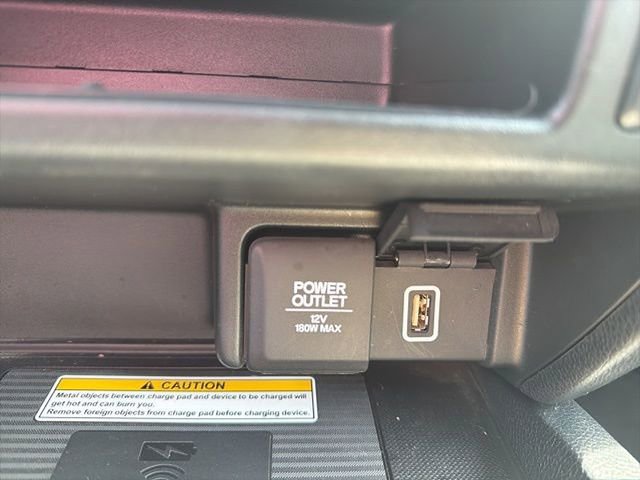 POWER
OUTLET
12V
180W MAX
CAUTION
Metal objects between charge pad and device to be charged will
get hot and can burn you.
Remove foreign objects from charge pad before charging device.